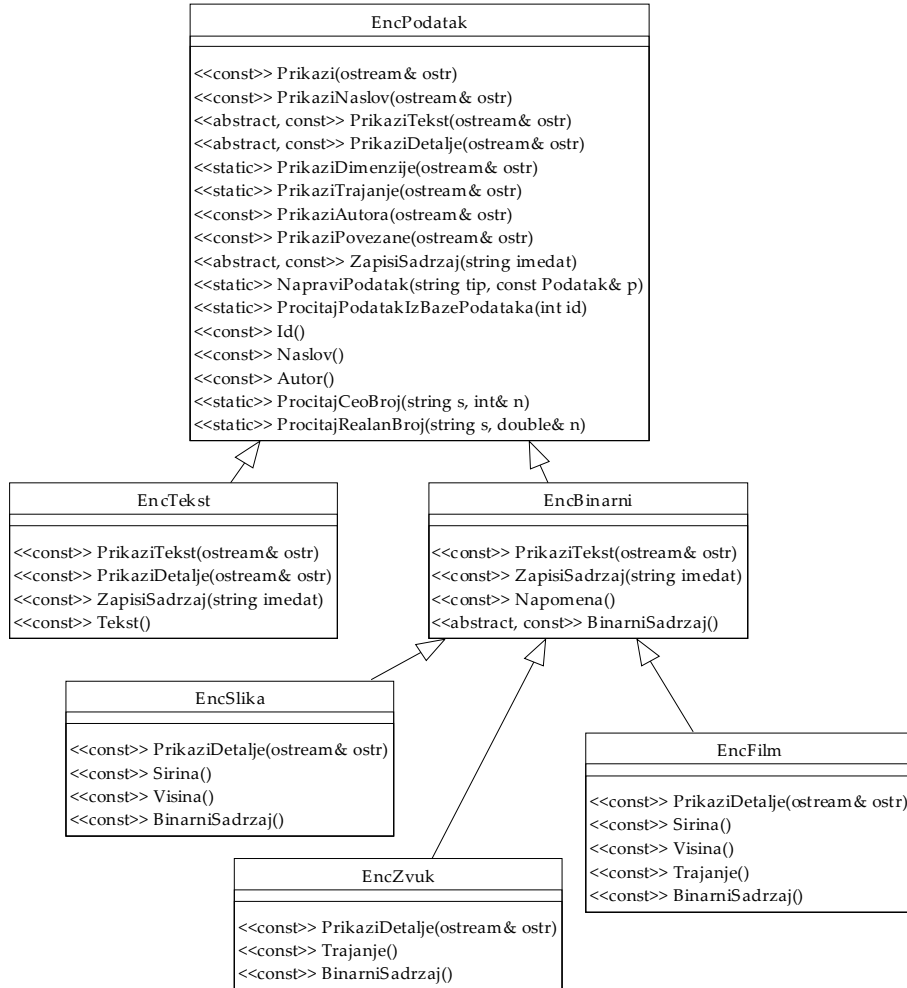 EncPodatak
<<const>> Prikazi(ostream& ostr)
<<const>> PrikaziNaslov(ostream& ostr)
<<abstract, const>> PrikaziTekst(ostream& ostr)
<<abstract, const>> PrikaziDetalje(ostream& ostr)
<<static>> PrikaziDimenzije(ostream& ostr)
<<static>> PrikaziTrajanje(ostream& ostr)
<<const>> PrikaziAutora(ostream& ostr)
<<const>> PrikaziPovezane(ostream& ostr)
<<abstract, const>> ZapisiSadrzaj(string imedat)
<<static>> NapraviPodatak(string tip, const Podatak& p)
<<static>> ProcitajPodatakIzBazePodataka(int id)
<<const>> Id()
<<const>> Naslov()
<<const>> Autor()
<<static>> ProcitajCeoBroj(string s, int& n)
<<static>> ProcitajRealanBroj(string s, double& n)
EncTekst
<<const>> PrikaziTekst(ostream& ostr)
<<const>> PrikaziDetalje(ostream& ostr)
<<const>> ZapisiSadrzaj(string imedat)
<<const>> Tekst()
EncBinarni
<<const>> PrikaziTekst(ostream& ostr)
<<const>> ZapisiSadrzaj(string imedat)
<<const>> Napomena()
<<abstract, const>> BinarniSadrzaj()
EncSlika
<<const>> PrikaziDetalje(ostream& ostr)
<<const>> Sirina()
<<const>> Visina()
<<const>> BinarniSadrzaj()
EncFilm
<<const>> PrikaziDetalje(ostream& ostr)
<<const>> Sirina()
<<const>> Visina()
<<const>> Trajanje()
<<const>> BinarniSadrzaj()
EncZvuk
<<const>> PrikaziDetalje(ostream& ostr)
<<const>> Trajanje()
<<const>> BinarniSadrzaj()